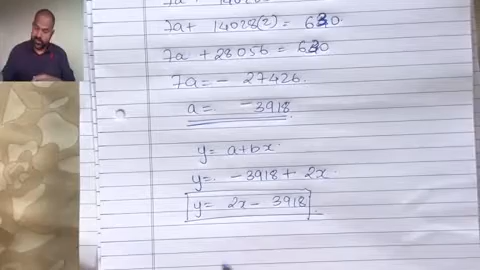 7a + 14028(2) = 630
7a + 28056 = 630
7a = - 27426.
a = -3918
y = a+bx
y = -3918 + 2x
y = 2x - 3918